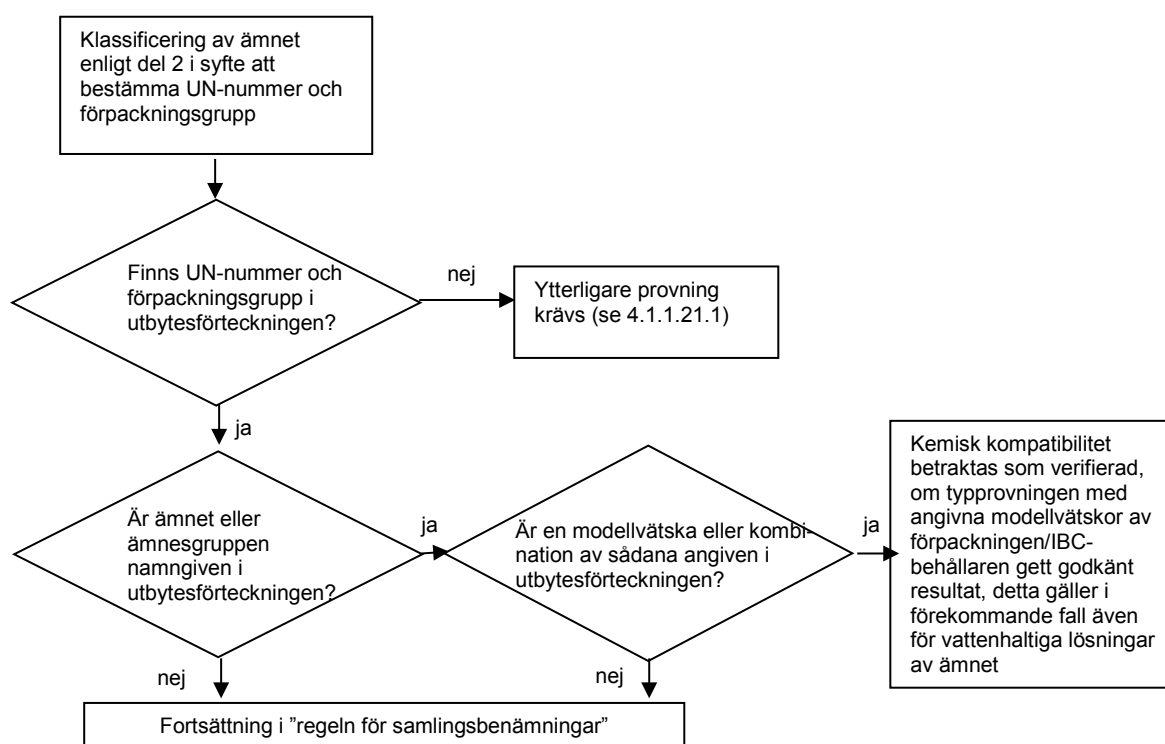 Klassificering av ämnet
enligt del 2 i syfte att
bestämma UN-nummer och
förpackningsgrupp
Finns UN-nummer och
förpackningsgrupp i
utbytesförteckningen?
nej
Ytterligare provning
krävs (se 4.1.1.21.1)
ja
Är ämnet eller
ämnesgruppen
namngiven i
utbytesförteckningen?
ja
Är en modellvätska eller kombi-
nation av sådana angiven i
utbytesförteckningen?
ja
Kemisk kompatibilitet
betraktas som verifierad,
om typprovningen med
angivna modellvätskor av
förpackningen/IBC-
behållaren gett godkänt
resultat, detta gäller i
förekommande fall även
för vattenhaltiga lösningar
av ämnet
nej
nej
Fortsättning i ”regeln för samlingsbenämningar”